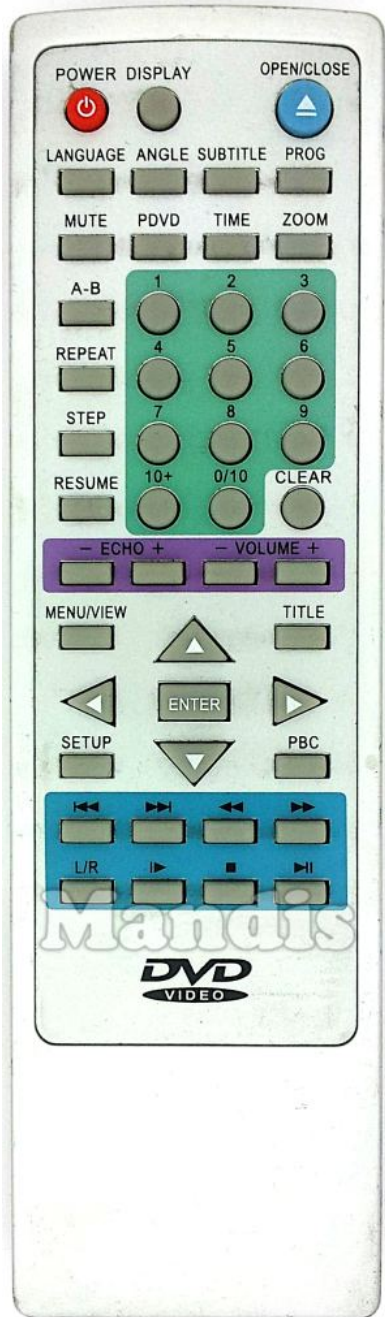 POWER DISPLAY OPEN/CLOSE
LANGUAGE ANGLE SUBTITLE PROG
MUTE PDVD TIME ZOOM
A-B 1 2 3
REPEAT 4 5 6
STEP 7 8 9
RESUME 10+ 0/10 CLEAR
- ECHO + - VOLUME +
MENU/VIEW TITLE
ENTER
SETUP PBC
L/R
Mandis
DVD
VIDEO